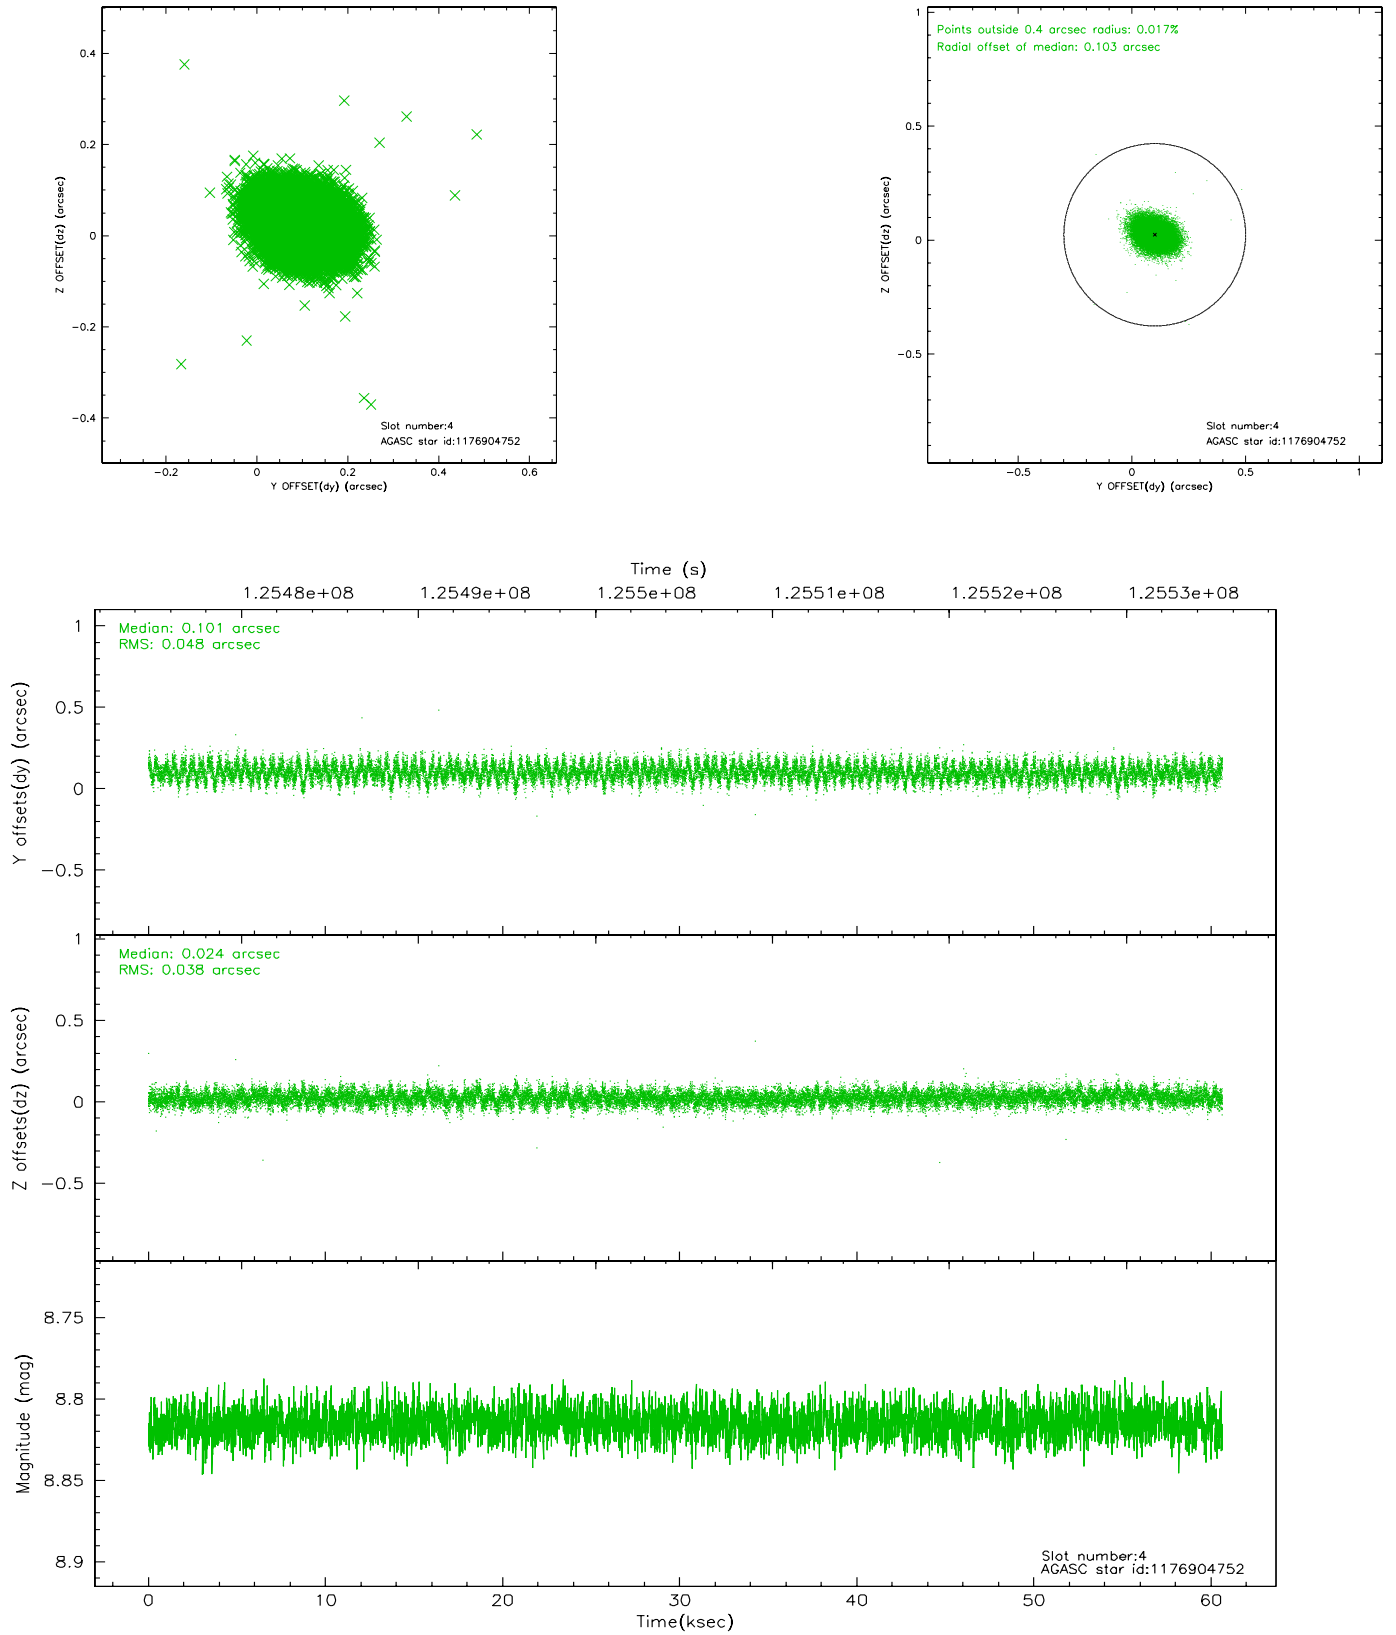 0.4
0.2
0
−0.2
−0.4
Z OFFSET(dz) (arcsec)
Slot number:4
AGASC star id:1176904752
−0.2 0 0.2 0.4 0.6
Y OFFSET(dy) (arcsec)
Points outside 0.4 arcsec radius: 0.017%
Radial offset of median: 0.103 arcsec
1
0.5
0
−0.5
Z OFFSET(dz) (arcsec)
Slot number:4
AGASC star id:1176904752
−0.5 0 0.5 1
Y OFFSET(dy) (arcsec)
Time (s)
1.2548e+08 1.2549e+08 1.255e+08 1.2551e+08 1.2552e+08 1.2553e+08
Median: 0.101 arcsec
RMS: 0.048 arcsec
1
0.5
0
−0.5
Y offsets(dy) (arcsec)
Median: 0.024 arcsec
RMS: 0.038 arcsec
1
0.5
0
−0.5
Z offsets(dz) (arcsec)
8.75
8.8
8.85
8.9
Magnitude (mag)
Slot number:4
AGASC star id:1176904752
0 10 20 30 40 50 60
Time(ksec)